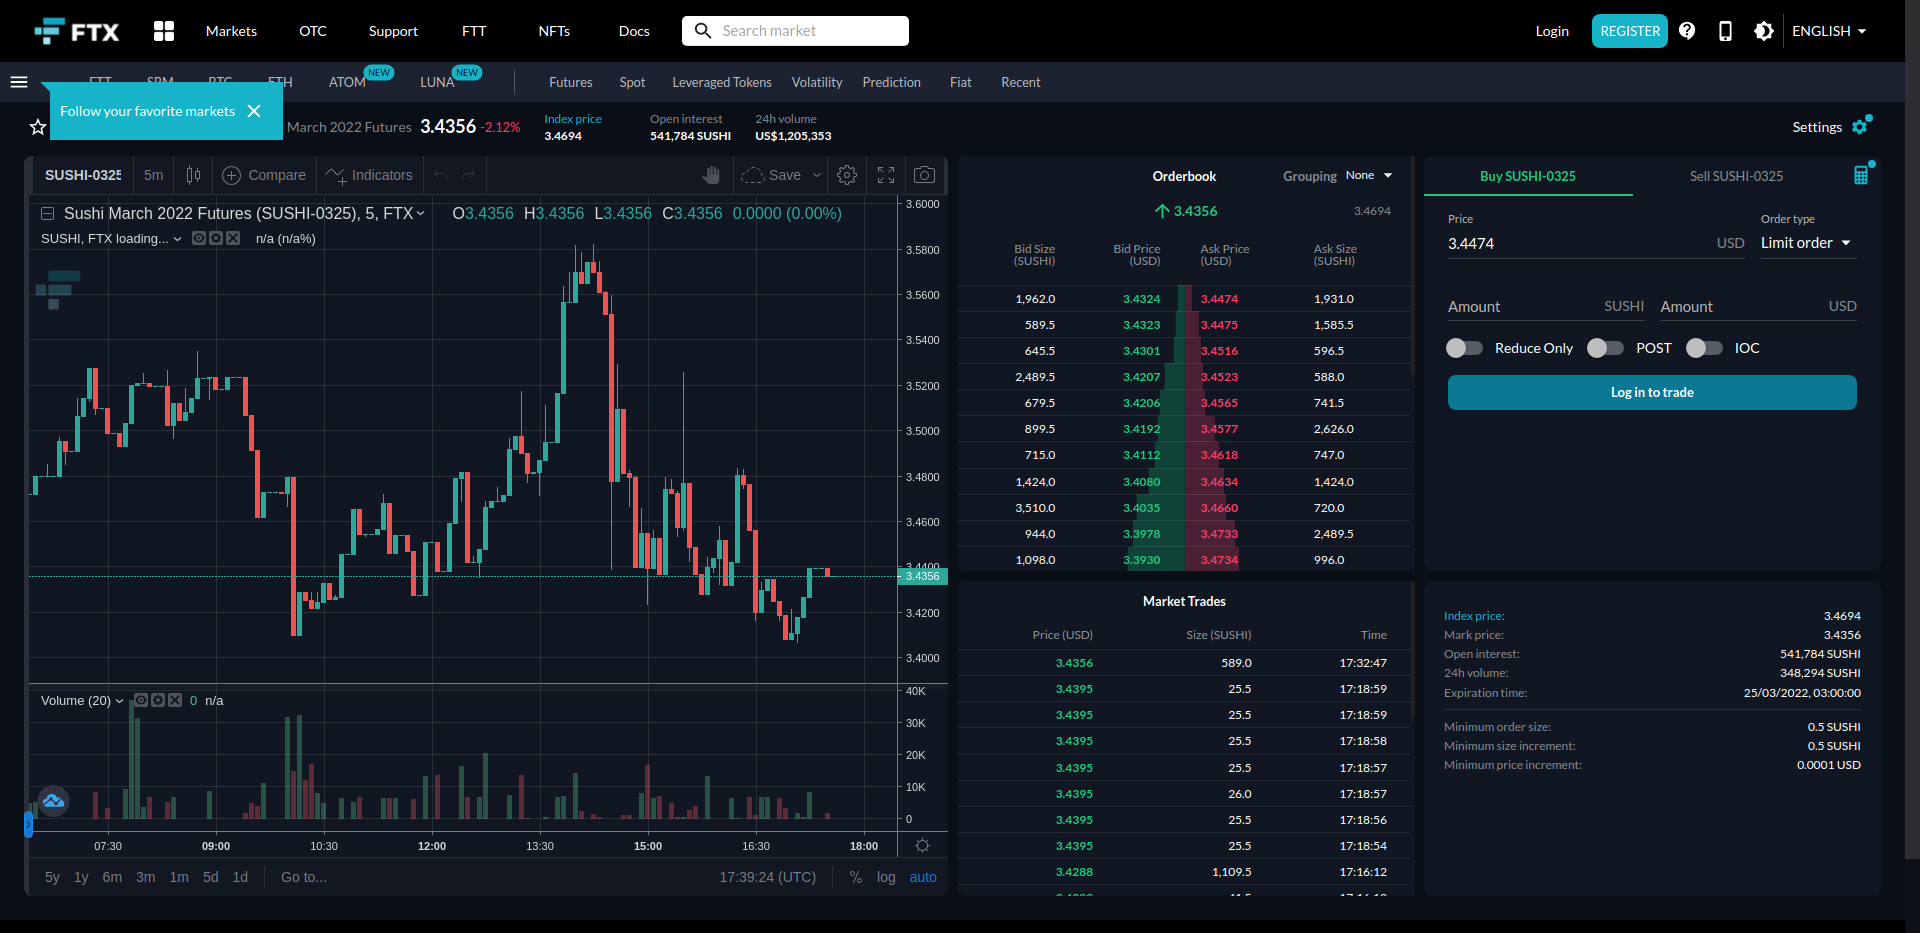 FTX
Markets
OTC
Support
FTT
NFTs
Docs
Search market
Login
REGISTER
ENGLISH
FTT
SRM
BTC
ETH
ATOM
NEW
LUNA
NEW
Futures
Spot
Leveraged Tokens
Volatility
Prediction
Fiat
Recent
Follow your favorite markets
March 2022 Futures
3.4356
-2.12%
Index price
3.4694
Open interest
541,784 SUSHI
24h volume
US$1,205,353
Settings
SUSHI-0325
5m
Compare
Indicators
Save
Sushi March 2022 Futures (SUSHI-0325), 5, FTX
O3.4356 H3.4356 L3.4356 C3.4356 0.0000 (0.00%)
SUSHI, FTX loading...
n/a (n/a%)
3.6000
3.5800
3.5600
3.5400
3.5200
3.5000
3.4800
3.4600
3.4400
3.4356
3.4200
3.4000
Volume (20)
0 n/a
40K
30K
20K
10K
0
07:30 09:00 10:30 12:00 13:30 15:00 16:30 18:00
5y 1y 6m 3m 1m 5d 1d
Go to...
17:39:24 (UTC)
% log auto
Orderbook
Grouping None
3.4356
3.4694
Bid Size (SUSHI) Bid Price (USD) Ask Price (USD) Ask Size (SUSHI)
1,962.0 3.4324 3.4474 1,931.0
589.5 3.4323 3.4475 1,585.5
645.5 3.4301 3.4516 596.5
2,489.5 3.4207 3.4523 588.0
679.5 3.4206 3.4565 741.5
899.5 3.4192 3.4577 2,626.0
715.0 3.4112 3.4618 747.0
1,424.0 3.4080 3.4634 1,424.0
3,510.0 3.4035 3.4660 720.0
944.0 3.3978 3.4733 2,489.5
1,098.0 3.3930 3.4734 996.0
Market Trades
Price (USD) Size (SUSHI) Time
3.4356 589.0 17:32:47
3.4395 25.5 17:18:59
3.4395 25.5 17:18:59
3.4395 25.5 17:18:58
3.4395 25.5 17:18:57
3.4395 26.0 17:18:57
3.4395 25.5 17:18:56
3.4395 25.5 17:18:54
3.4288 1,109.5 17:16:12
Buy SUSHI-0325
Sell SUSHI-0325
Price
3.4474 USD
Order type
Limit order
Amount SUSHI
Amount USD
Reduce Only
POST
IOC
Log in to trade
Index price: 3.4694
Mark price: 3.4356
Open interest: 541,784 SUSHI
24h volume: 348,294 SUSHI
Expiration time: 25/03/2022, 03:00:00
Minimum order size: 0.5 SUSHI
Minimum size increment: 0.5 SUSHI
Minimum price increment: 0.0001 USD